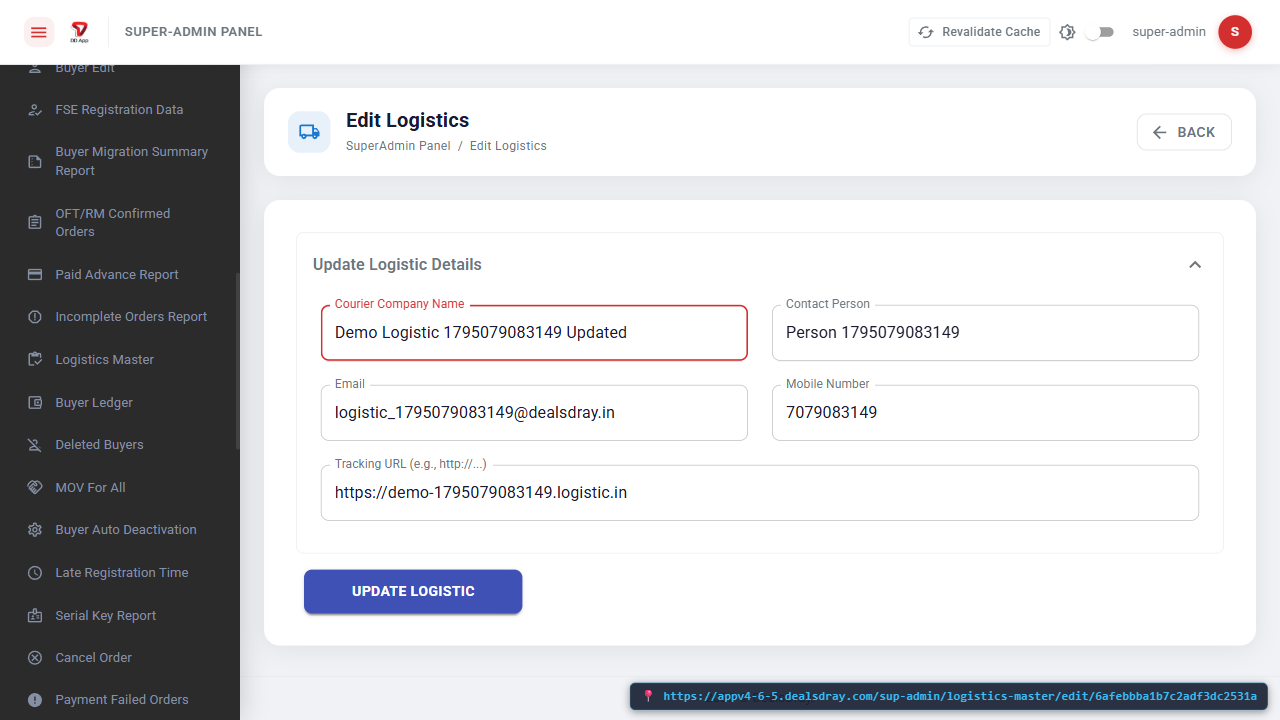 DD App
SUPER-ADMIN PANEL
Revalidate Cache
super-admin
S
Buyer Edit
FSE Registration Data
Buyer Migration Summary
Report
OFT/RM Confirmed
Orders
Paid Advance Report
Incomplete Orders Report
Logistics Master
Buyer Ledger
Deleted Buyers
MOV For All
Buyer Auto Deactivation
Late Registration Time
Serial Key Report
Cancel Order
Payment Failed Orders
Edit Logistics
SuperAdmin Panel / Edit Logistics
BACK
Update Logistic Details
Courier Company Name
Demo Logistic 1795079083149 Updated
Contact Person
Person 1795079083149
Email
logistic_1795079083149@dealsdray.in
Mobile Number
7079083149
Tracking URL (e.g., http://...)
https://demo-1795079083149.logistic.in
UPDATE LOGISTIC
https://appv4-6-5.dealsdray.com/sup-admin/logistics-master/edit/6afebbba1b7c2adf3dc2531a